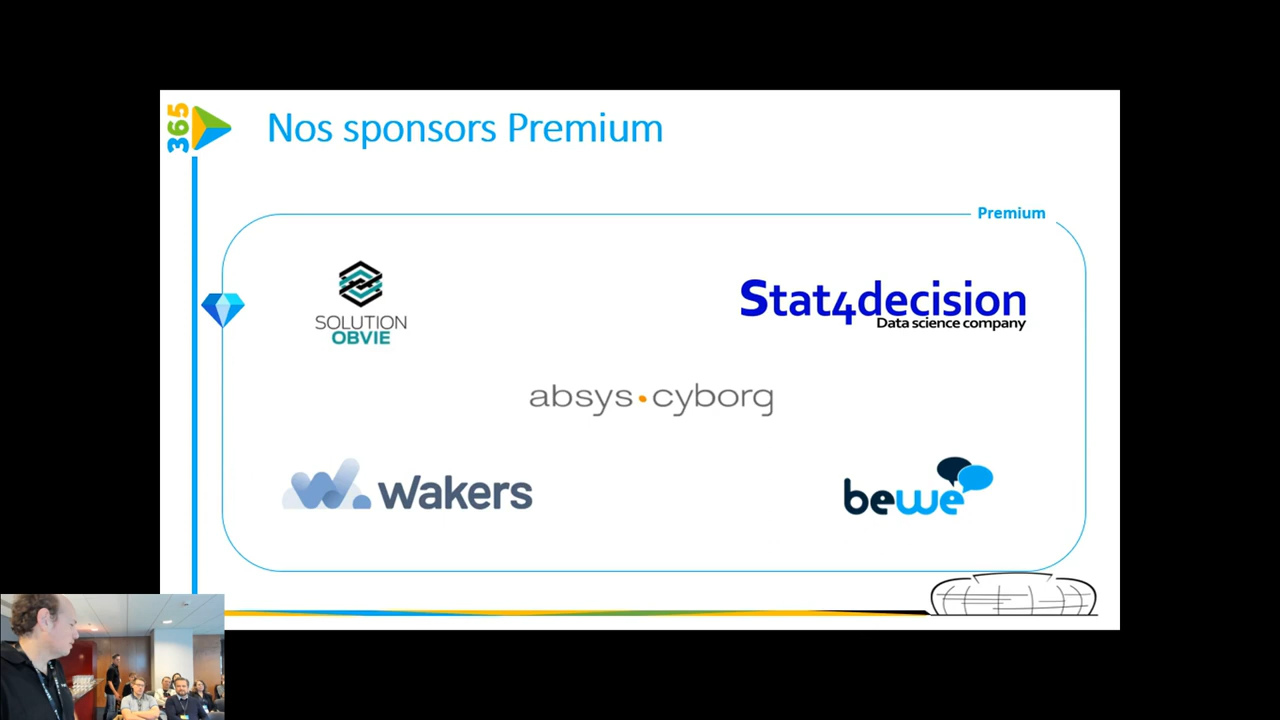 365
Nos sponsors Premium
Premium
SOLUTION
OBVIE
Stat4decision
Data science company
absys cyborg
wakers
bewe